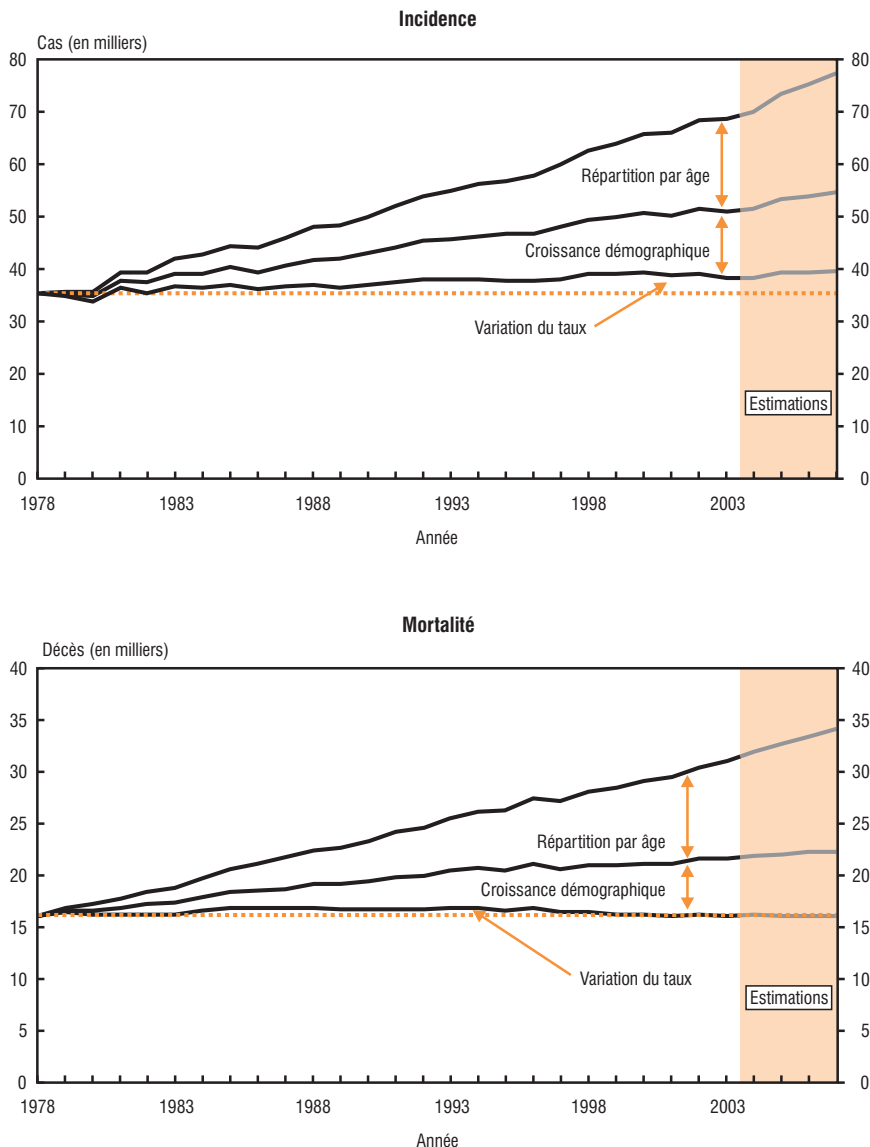 Incidence
Cas (en milliers)
80 80
70 70
Répartition par âge
60 60
50 50
Croissance démographique
40 40
30 30
Variation du taux
20 20
Estimations
10 10
0 0
1978 1983 1988 1993 1998 2003
Année
Mortalité
Décès (en milliers)
40 40
35 35
30 30
25 25
Répartition par âge
20 20
Croissance démographique
15 15
Variation du taux
10 10
Estimations
5 5
0 0
1978 1983 1988 1993 1998 2003
Année